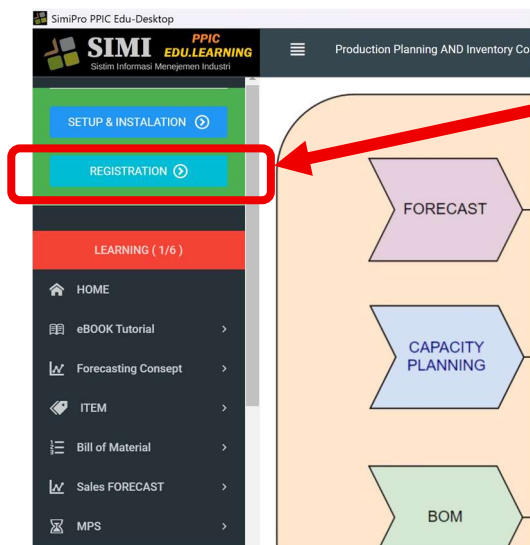 SimiPro PPIC Edu-Desktop
SIMI PPIC
EDU.LEARNING
Sistim Informasi Menejemen Industri
Production Planning AND Inventory Co
SETUP & INSTALATION
REGISTRATION
LEARNING ( 1/6 )
HOME
eBOOK Tutorial
Forecasting Consept
ITEM
Bill of Material
Sales FORECAST
MPS
FORECAST
CAPACITY
PLANNING
BOM